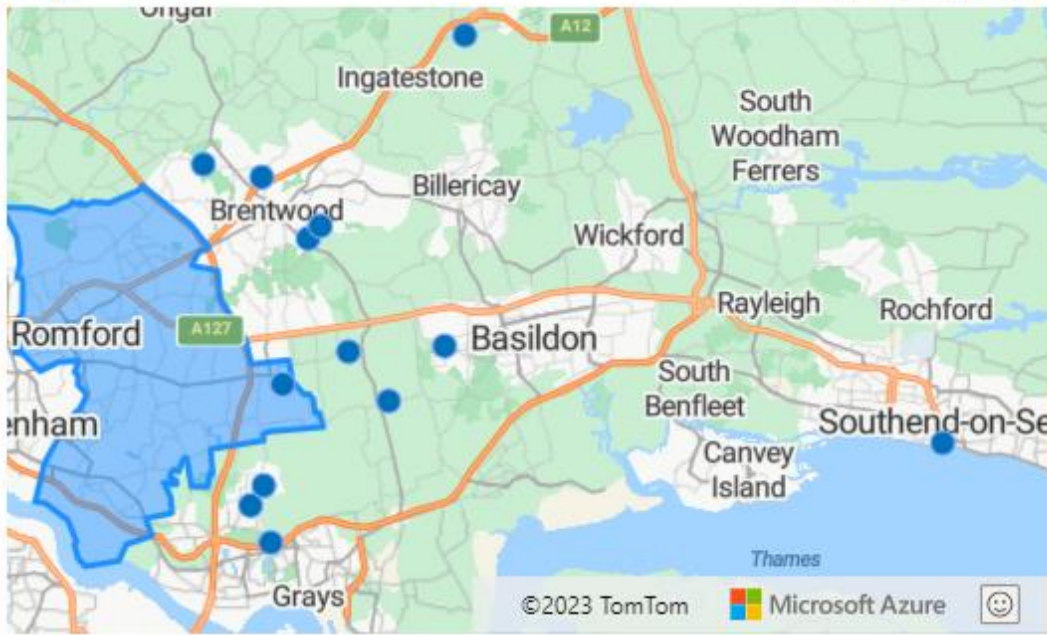 Ongar
A12
Ingatestone
South
Woodham
Ferrers
Billericay
Brentwood
Wickford
Rayleigh
Rochford
A127
Romford
Basildon
South
Benfleet
enham
Southend-on-Se
Canvey
Island
Thames
Grays
©2023 TomTom
Microsoft Azure